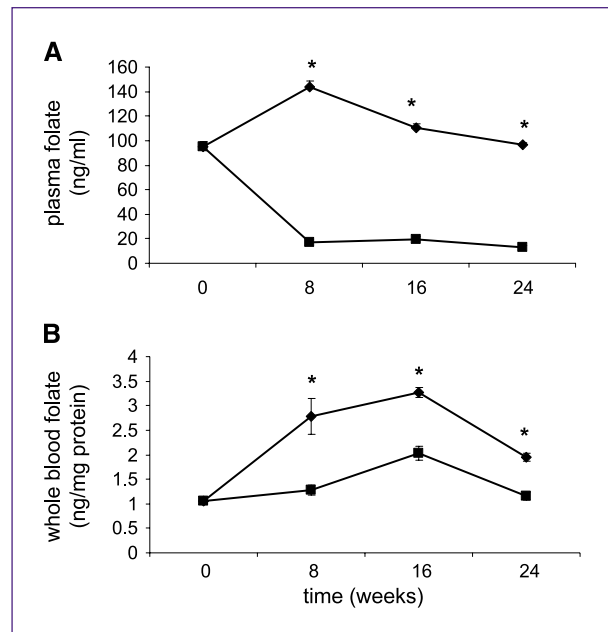 A
plasma folate
(ng/ml)
160
140
120
100
80
60
40
20
0
*
*
*
0 8 16 24
B
whole blood folate
(ng/mg protein)
4
3.5
3
2.5
2
1.5
1
0.5
0
*
*
*
0 8 16 24
time (weeks)